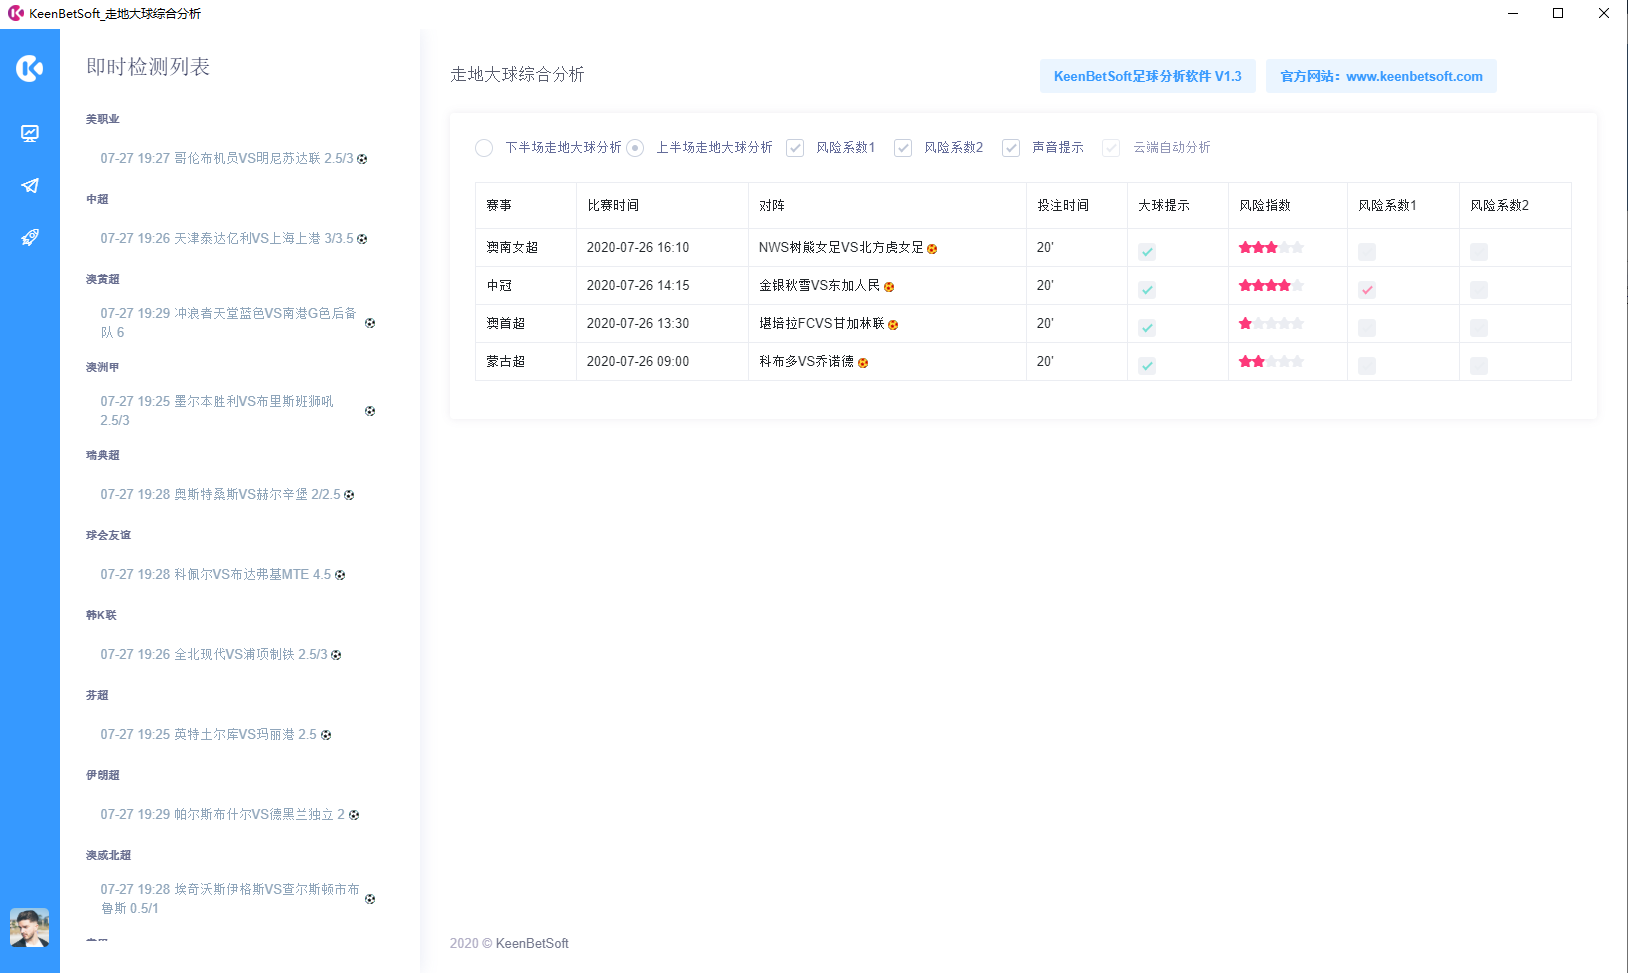 KeenBetSoft_走地大球综合分析
即时检测列表
美职业
07-27 19:27 哥伦布机员VS明尼苏达联 2.5/3
中超
07-27 19:26 天津泰达亿利VS上海上港 3/3.5
澳黄超
07-27 19:29 冲浪者天堂蓝色VS南港G色后备
队 6
澳洲甲
07-27 19:25 墨尔本胜利VS布里斯班狮吼
2.5/3
瑞典超
07-27 19:28 奥斯特桑斯VS赫尔辛堡 2/2.5
球会友谊
07-27 19:28 科佩尔VS布达弗基MTE 4.5
韩K联
07-27 19:26 全北现代VS浦项制铁 2.5/3
芬超
07-27 19:25 英特土尔库VS玛丽港 2.5
伊朗超
07-27 19:29 帕尔斯布什尔VS德黑兰独立 2
澳威北超
07-27 19:28 埃奇沃斯伊格斯VS查尔斯顿市布
鲁斯 0.5/1
走地大球综合分析
KeenBetSoft足球分析软件 V1.3
官方网站：www.keenbetsoft.com
下半场走地大球分析 上半场走地大球分析 风险系数1 风险系数2 声音提示 云端自动分析
赛事 比赛时间 对阵 投注时间 大球提示 风险指数 风险系数1 风险系数2
澳南女超 2020-07-26 16:10 NWS树熊女足VS北方虎女足 20'
中冠 2020-07-26 14:15 金银秋雪VS东加人民 20'
澳首超 2020-07-26 13:30 堪培拉FCVS甘加林联 20'
蒙古超 2020-07-26 09:00 科布多VS乔诺德 20'
2020 © KeenBetSoft